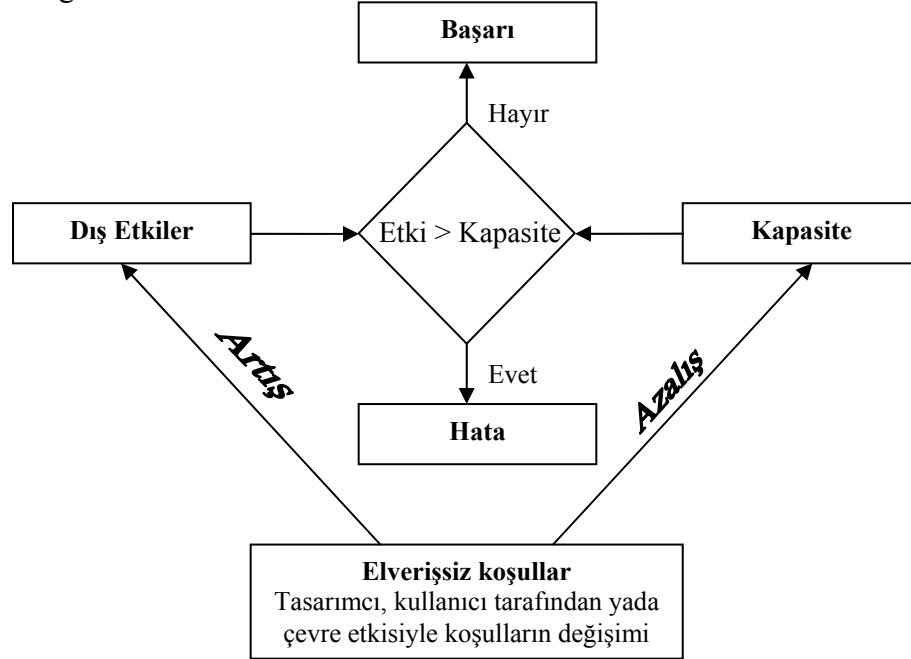 Başarı
Hayır
Dış Etkiler
Etki > Kapasite
Kapasite
Artış
Azalış
Evet
Hata
Elverişsiz koşullar
Tasarımcı, kullanıcı tarafından yada
çevre etkisiyle koşulların değişimi